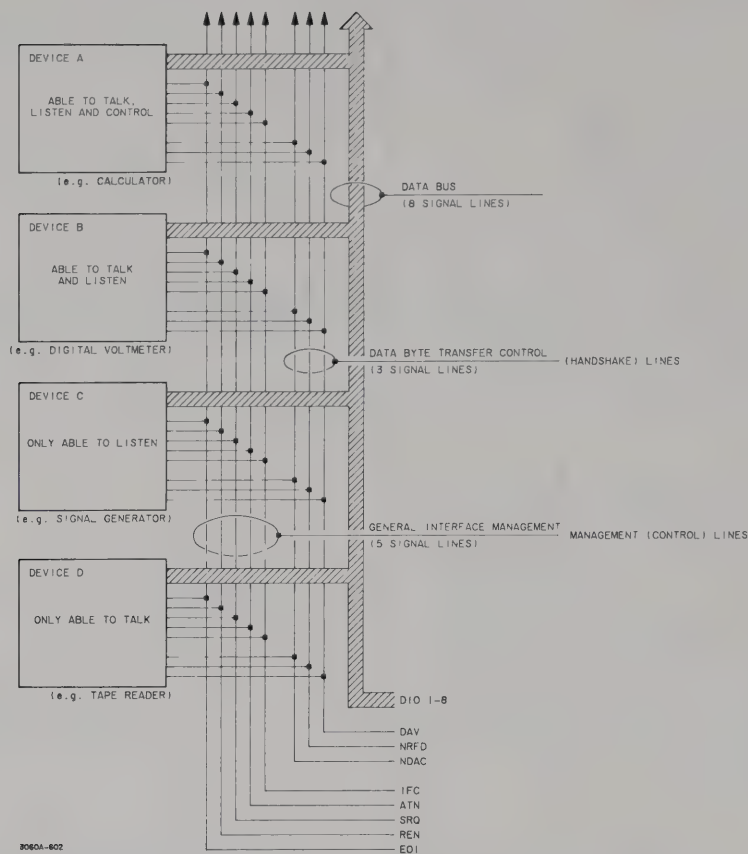 DEVICE A
ABLE TO TALK,
LISTEN AND CONTROL
(e.g. CALCULATOR)
DATA BUS
(8 SIGNAL LINES)
DEVICE B
ABLE TO TALK
AND LISTEN
(e.g. DIGITAL VOLTMETER)
DATA BYTE TRANSFER CONTROL
(3 SIGNAL LINES)
(HANDSHAKE) LINES
DEVICE C
ONLY ABLE TO LISTEN
(e.g. SIGNAL GENERATOR)
GENERAL INTERFACE MANAGEMENT
(5 SIGNAL LINES)
MANAGEMENT (CONTROL) LINES
DEVICE D
ONLY ABLE TO TALK
(e.g. TAPE READER)
DIO 1-8
DAV
NRFD
NDAC
IFC
ATN
SRQ
REN
EOI
3060A-602